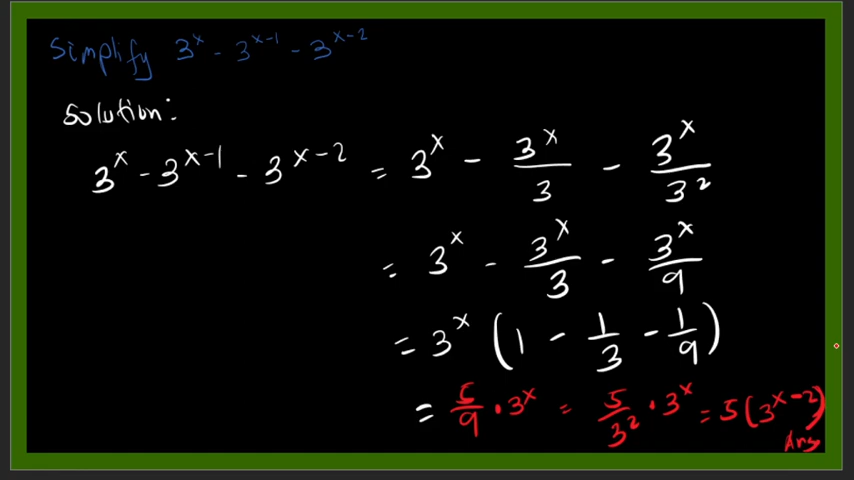 Simplify 3^x - 3^(x-1) - 3^(x-2)
Solution:
3^x - 3^(x-1) - 3^(x-2) = 3^x - 3^x/3 - 3^x/3^2
= 3^x - 3^x/3 - 3^x/9
= 3^x (1 - 1/3 - 1/9)
= 5/9 · 3^x = 5/3^2 · 3^x = 5(3^(x-2))
Ans